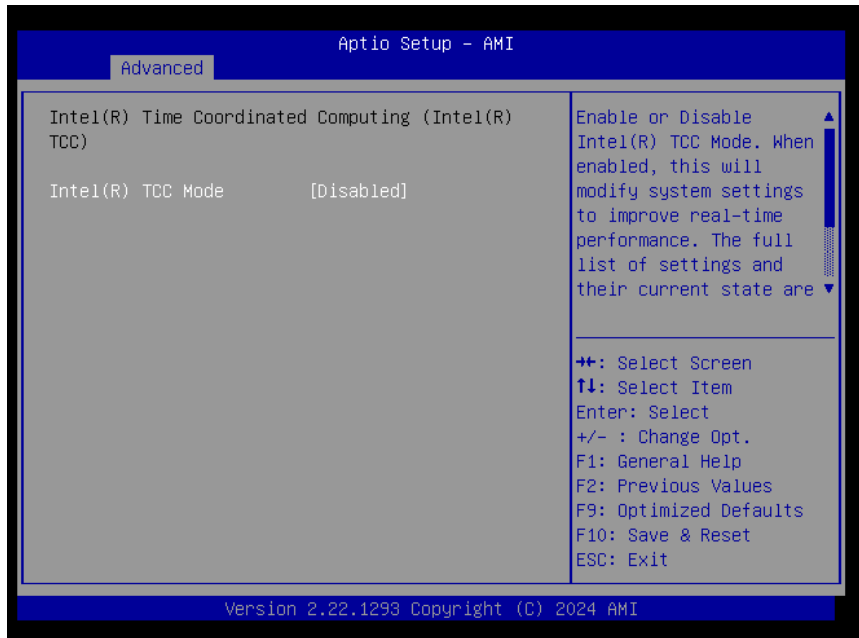 Aptio Setup – AMI
Advanced
Intel(R) Time Coordinated Computing (Intel(R)
TCC)
Intel(R) TCC Mode [Disabled]
Enable or Disable
Intel(R) TCC Mode. When
enabled, this will
modify system settings
to improve real-time
performance. The full
list of settings and
their current state are
→←: Select Screen
↑↓: Select Item
Enter: Select
+/- : Change Opt.
F1: General Help
F2: Previous Values
F9: Optimized Defaults
F10: Save & Reset
ESC: Exit
Version 2.22.1293 Copyright (C) 2024 AMI